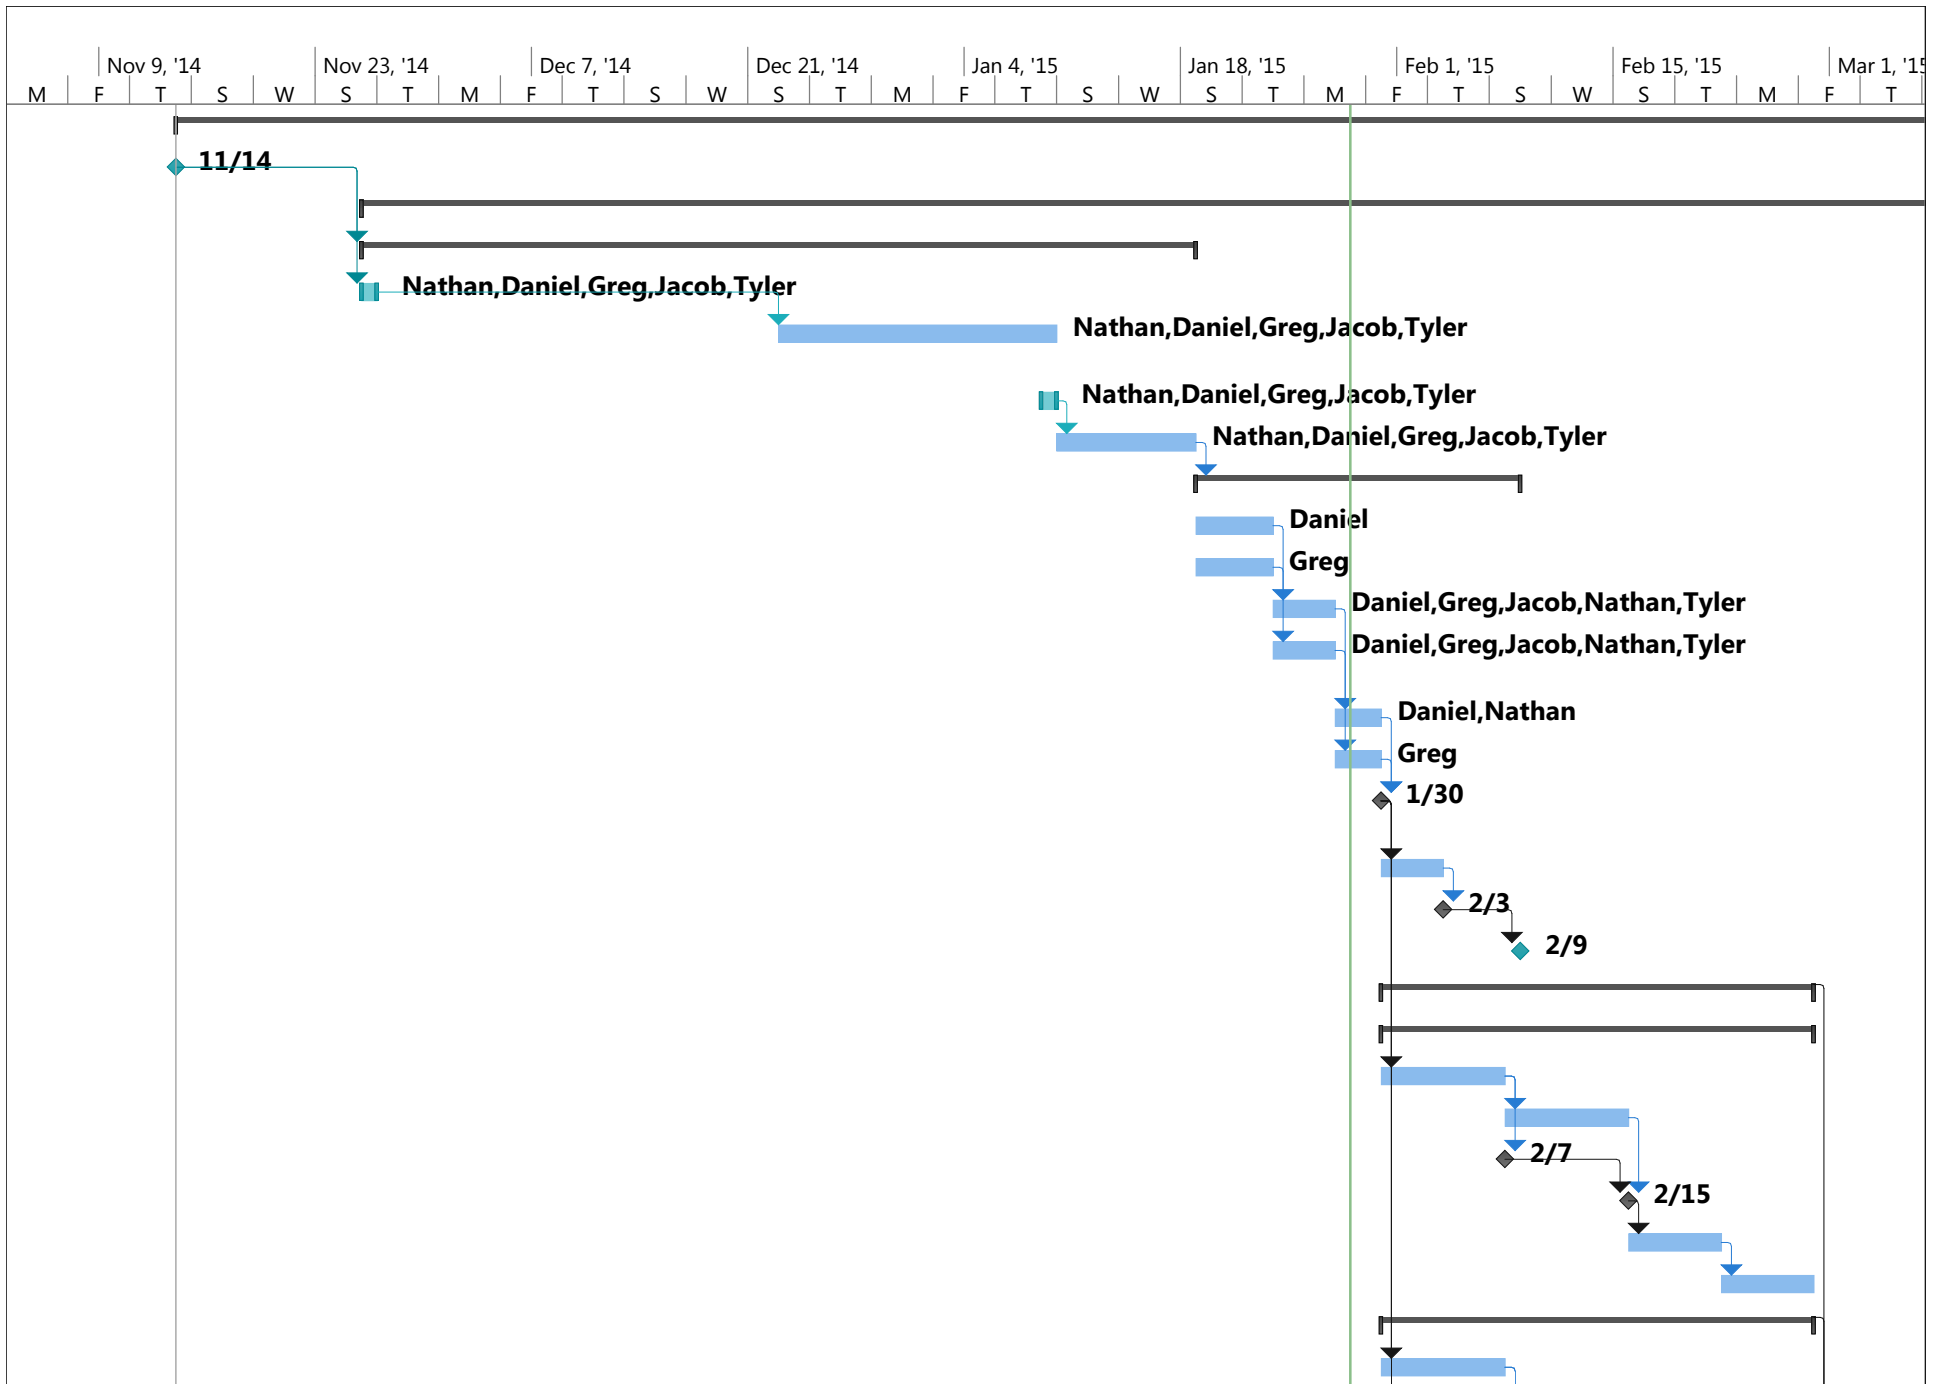 Nov 9, '14 Nov 23, '14 Dec 7, '14 Dec 21, '14 Jan 4, '15 Jan 18, '15 Feb 1, '15 Feb 15, '15 Mar 1, '15
M F T S W S T M F T S W S T M F T S W S T M F T S W S T M F T
11/14
Nathan,Daniel,Greg,Jacob,Tyler
Nathan,Daniel,Greg,Jacob,Tyler
Nathan,Daniel,Greg,Jacob,Tyler
Nathan,Daniel,Greg,Jacob,Tyler
Daniel
Greg
Daniel,Greg,Jacob,Nathan,Tyler
Daniel,Greg,Jacob,Nathan,Tyler
Daniel,Nathan
Greg
1/30
2/3
2/9
2/7
2/15